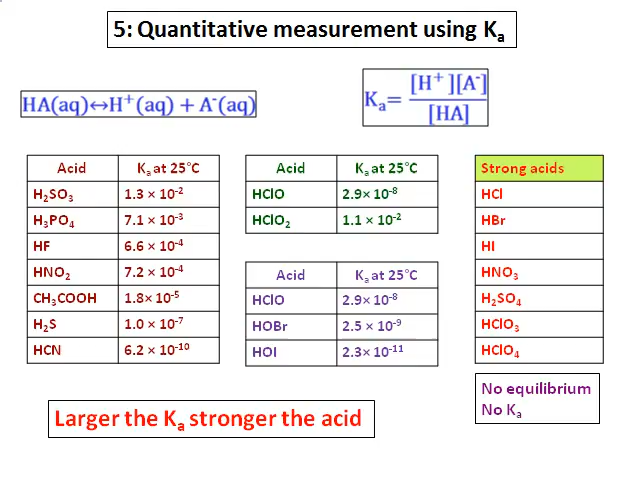 5: Quantitative measurement using Kₐ
HA(aq)↔H⁺(aq) + A⁻(aq)
Kₐ= [H⁺][A⁻]
[HA]
Acid Kₐ at 25°C
H₂SO₃ 1.3 × 10⁻²
H₃PO₄ 7.1 × 10⁻³
HF 6.6 × 10⁻⁴
HNO₂ 7.2 × 10⁻⁴
CH₃COOH 1.8× 10⁻⁵
H₂S 1.0 × 10⁻⁷
HCN 6.2 × 10⁻¹⁰
Acid Kₐ at 25°C
HClO 2.9× 10⁻⁸
HClO₂ 1.1 × 10⁻²
Acid Kₐ at 25°C
HClO 2.9× 10⁻⁸
HOBr 2.5 × 10⁻⁹
HOI 2.3× 10⁻¹¹
Strong acids
HCl
HBr
HI
HNO₃
H₂SO₄
HClO₃
HClO₄
No equilibrium
No Kₐ
Larger the Kₐ stronger the acid